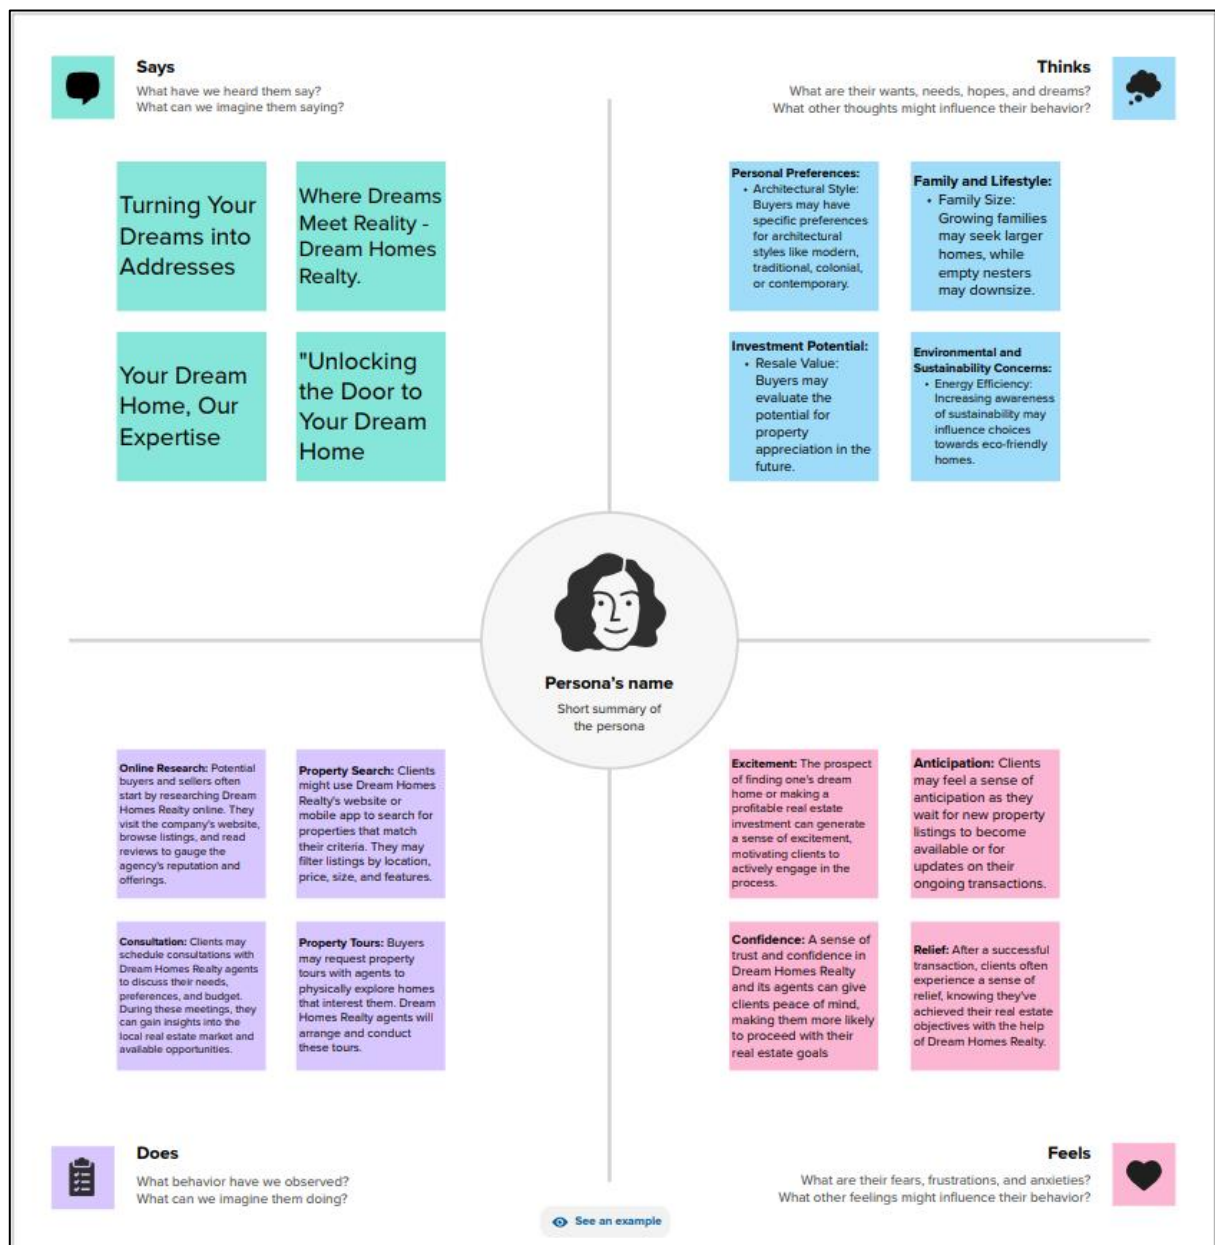 Says
What have we heard them say?
What can we imagine them saying?
Thinks
What are their wants, needs, hopes, and dreams?
What other thoughts might influence their behavior?
Turning Your
Dreams into
Addresses
Where Dreams
Meet Reality -
Dream Homes
Realty.
Your Dream
Home, Our
Expertise
"Unlocking
the Door to
Your Dream
Home
Personal Preferences:
• Architectural Style:
Buyers may have
specific preferences
for architectural
styles like modern,
traditional, colonial,
or contemporary.
Family and Lifestyle:
• Family Size:
Growing families
may seek larger
homes, while
empty nesters
may downsize.
Investment Potential:
• Resale Value:
Buyers may
evaluate the
potential for
property
appreciation in the
future.
Environmental and
Sustainability Concerns:
• Energy Efficiency:
Increasing awareness
of sustainability may
influence choices
towards eco-friendly
homes.
Persona's name
Short summary of
the persona
Online Research: Potential
buyers and sellers often
start by researching Dream
Homes Realty online. They
visit the company's website,
browse listings, and read
reviews to gauge the
agency's reputation and
offerings.
Property Search: Clients
might use Dream Homes
Realty's website or
mobile app to search for
properties that match
their criteria. They may
filter listings by location,
price, size, and features.
Consultation: Clients may
schedule consultations with
Dream Homes Realty agents
to discuss their needs,
preferences, and budget.
During these meetings, they
can gain insights into the
local real estate market and
available opportunities.
Property Tours: Buyers
may request property
tours with agents to
physically explore homes
that interest them. Dream
Homes Realty agents will
arrange and conduct
these tours.
Excitement: The prospect
of finding one's dream
home or making a
profitable real estate
investment can generate
a sense of excitement,
motivating clients to
actively engage in the
process.
Anticipation: Clients
may feel a sense of
anticipation as they
wait for new property
listings to become
available or for
updates on their
ongoing transactions.
Confidence: A sense of
trust and confidence in
Dream Homes Realty
and its agents can give
clients peace of mind,
making them more likely
to proceed with their
real estate goals
Relief: After a successful
transaction, clients often
experience a sense of
relief, knowing they've
achieved their real estate
objectives with the help
of Dream Homes Realty.
Does
What behavior have we observed?
What can we imagine them doing?
Feels
What are their fears, frustrations, and anxieties?
What other feelings might influence their behavior?
See an example